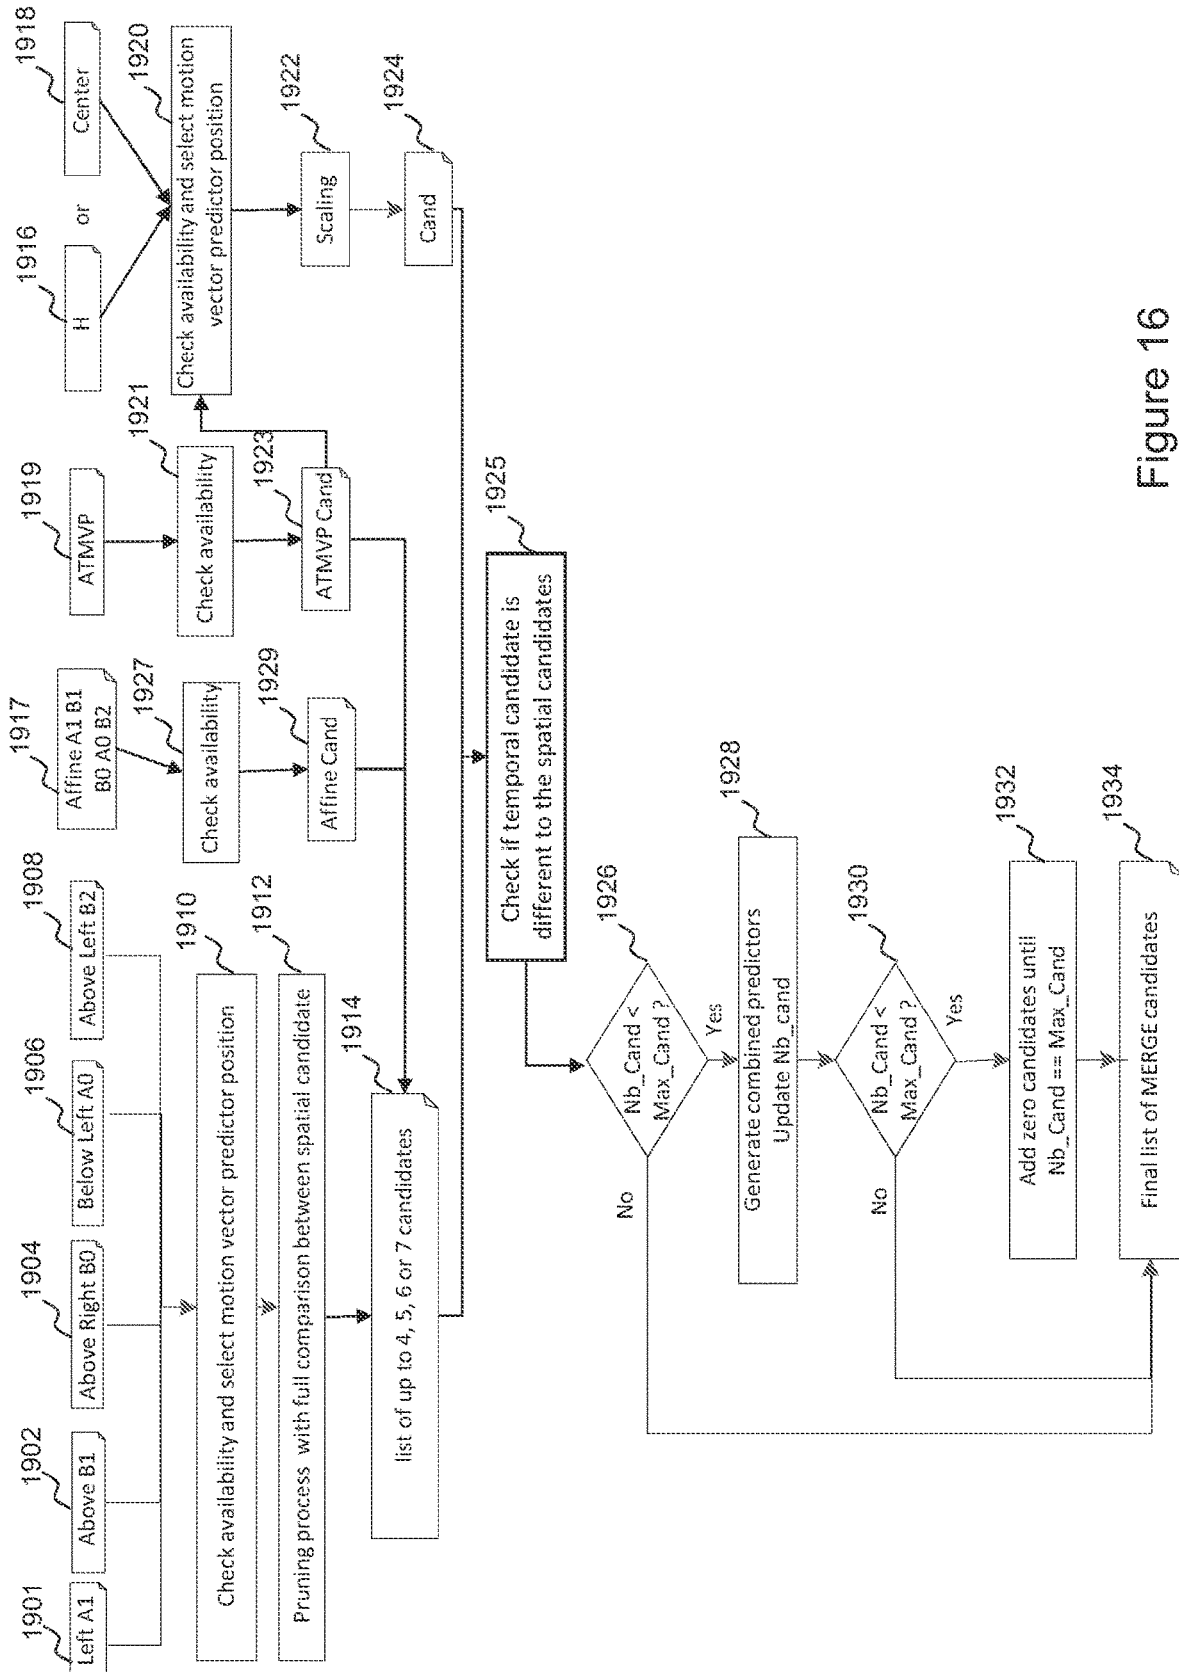 1901
Left A1
1902
Above B1
1904
Above Right B0
1906
Below Left A0
1908
Above Left B2
1917
Affine A1 B1
B0 A0 B2
1919
ATMVP
1916
H
or
1918
Center
1910
Check availability and select motion vector predictor position
1912
Pruning process with full comparison between spatial candidate
1914
list of up to 4, 5, 6 or 7 candidates
1927
Check availability
1929
Affine Cand
1921
Check availability
1923
ATMVP Cand
1920
Check availability and select motion
vector predictor position
1922
Scaling
1924
Cand
1925
Check if temporal candidate is
different to the spatial candidates
1926
Nb_Cand <
Max_Cand ?
No
Yes
1928
Generate combined predictors
Update Nb_cand
1930
Nb_Cand <
Max_Cand ?
No
Yes
1932
Add zero candidates until
Nb_Cand == Max_Cand
1934
Final list of MERGE candidates
Figure 16